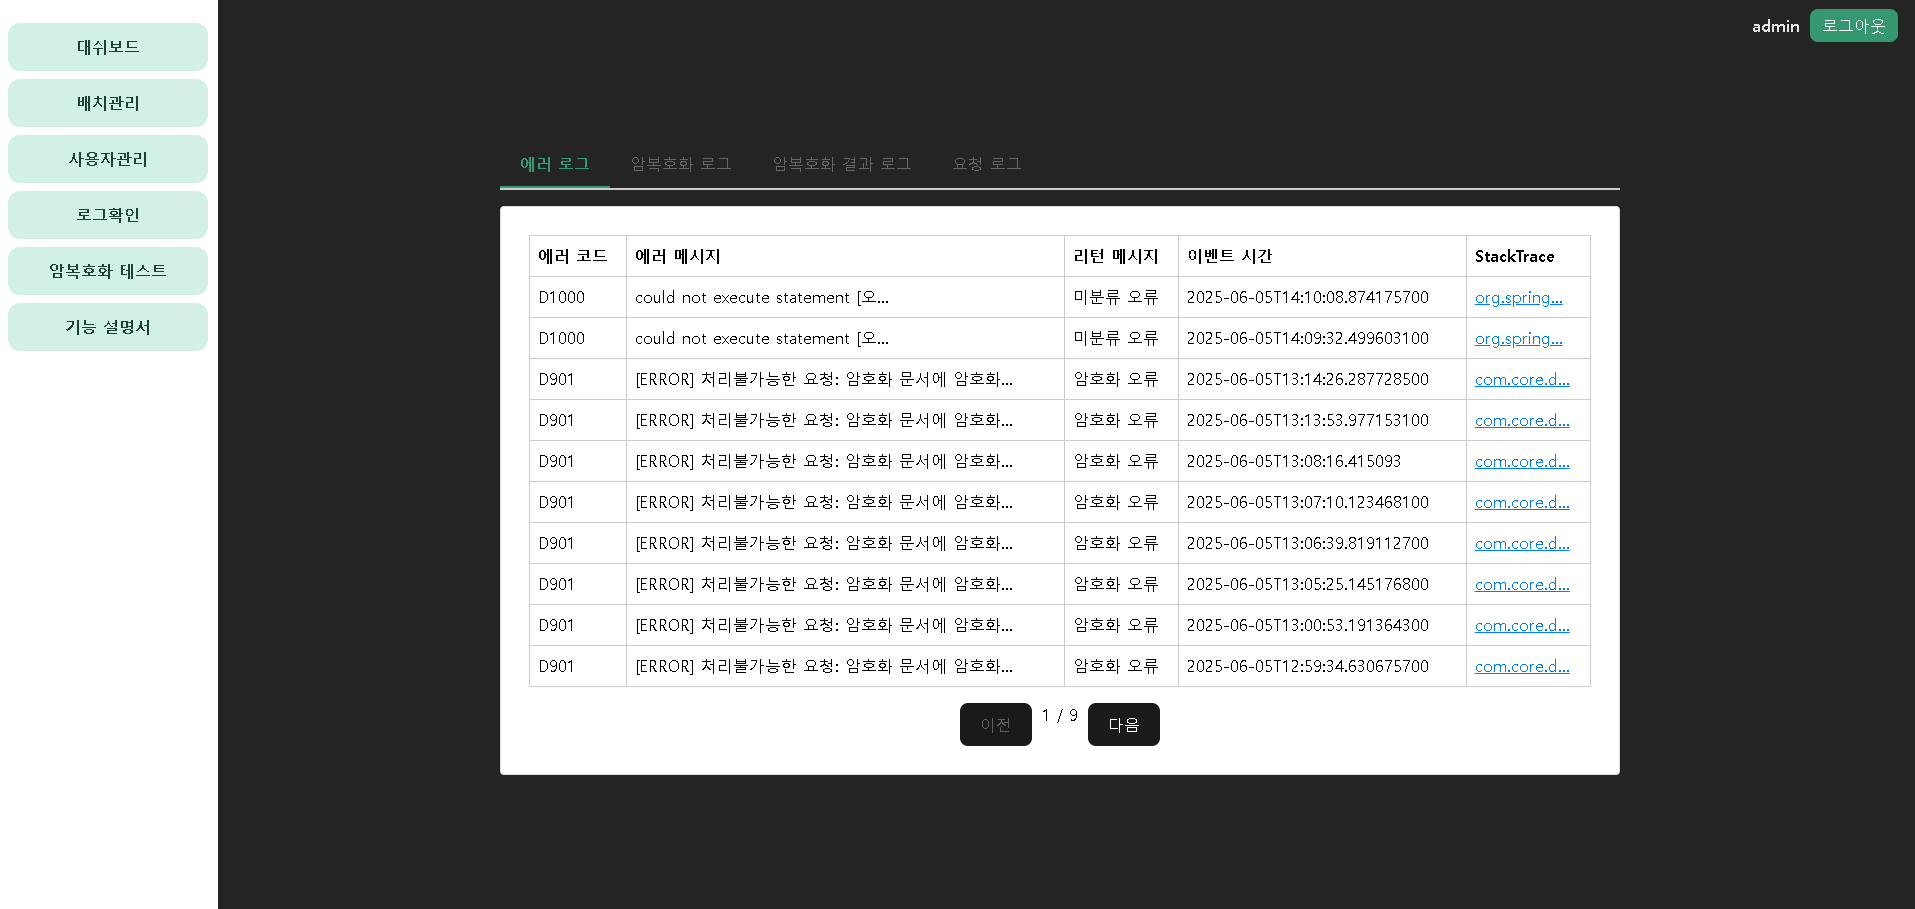 admin 로그아웃
대쉬보드
배치관리
사용자관리
로그확인
암복호화 테스트
기능 설명서
에러 로그 암복호화 로그 암복호화 결과 로그 요청 로그
에러 코드 에러 메시지 리턴 메시지 이벤트 시간 StackTrace
D1000 could not execute statement [오... 미분류 오류 2025-06-05T14:10:08.874175700 org.spring...
D1000 could not execute statement [오... 미분류 오류 2025-06-05T14:09:32.499603100 org.spring...
D901 [ERROR] 처리불가능한 요청: 암호화 문서에 암호화... 암호화 오류 2025-06-05T13:14:26.287728500 com.core.d...
D901 [ERROR] 처리불가능한 요청: 암호화 문서에 암호화... 암호화 오류 2025-06-05T13:13:53.977153100 com.core.d...
D901 [ERROR] 처리불가능한 요청: 암호화 문서에 암호화... 암호화 오류 2025-06-05T13:08:16.415093 com.core.d...
D901 [ERROR] 처리불가능한 요청: 암호화 문서에 암호화... 암호화 오류 2025-06-05T13:07:10.123468100 com.core.d...
D901 [ERROR] 처리불가능한 요청: 암호화 문서에 암호화... 암호화 오류 2025-06-05T13:06:39.819112700 com.core.d...
D901 [ERROR] 처리불가능한 요청: 암호화 문서에 암호화... 암호화 오류 2025-06-05T13:05:25.145176800 com.core.d...
D901 [ERROR] 처리불가능한 요청: 암호화 문서에 암호화... 암호화 오류 2025-06-05T13:00:53.191364300 com.core.d...
D901 [ERROR] 처리불가능한 요청: 암호화 문서에 암호화... 암호화 오류 2025-06-05T12:59:34.630675700 com.core.d...
이전 1 / 9 다음